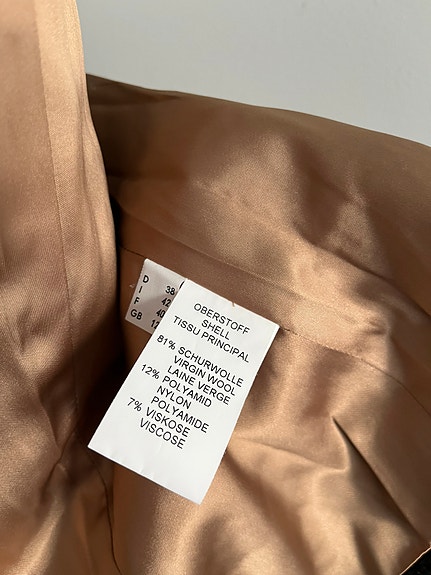 D 38
I 42
F 40
GB
OBERSTOFF
SHELL
TISSU PRINCIPAL
81% SCHURWOLLE
VIRGIN WOOL
LAINE VERGE
12% POLYAMID
NYLON
POLYAMIDE
7% VISKOSE
VISCOSE